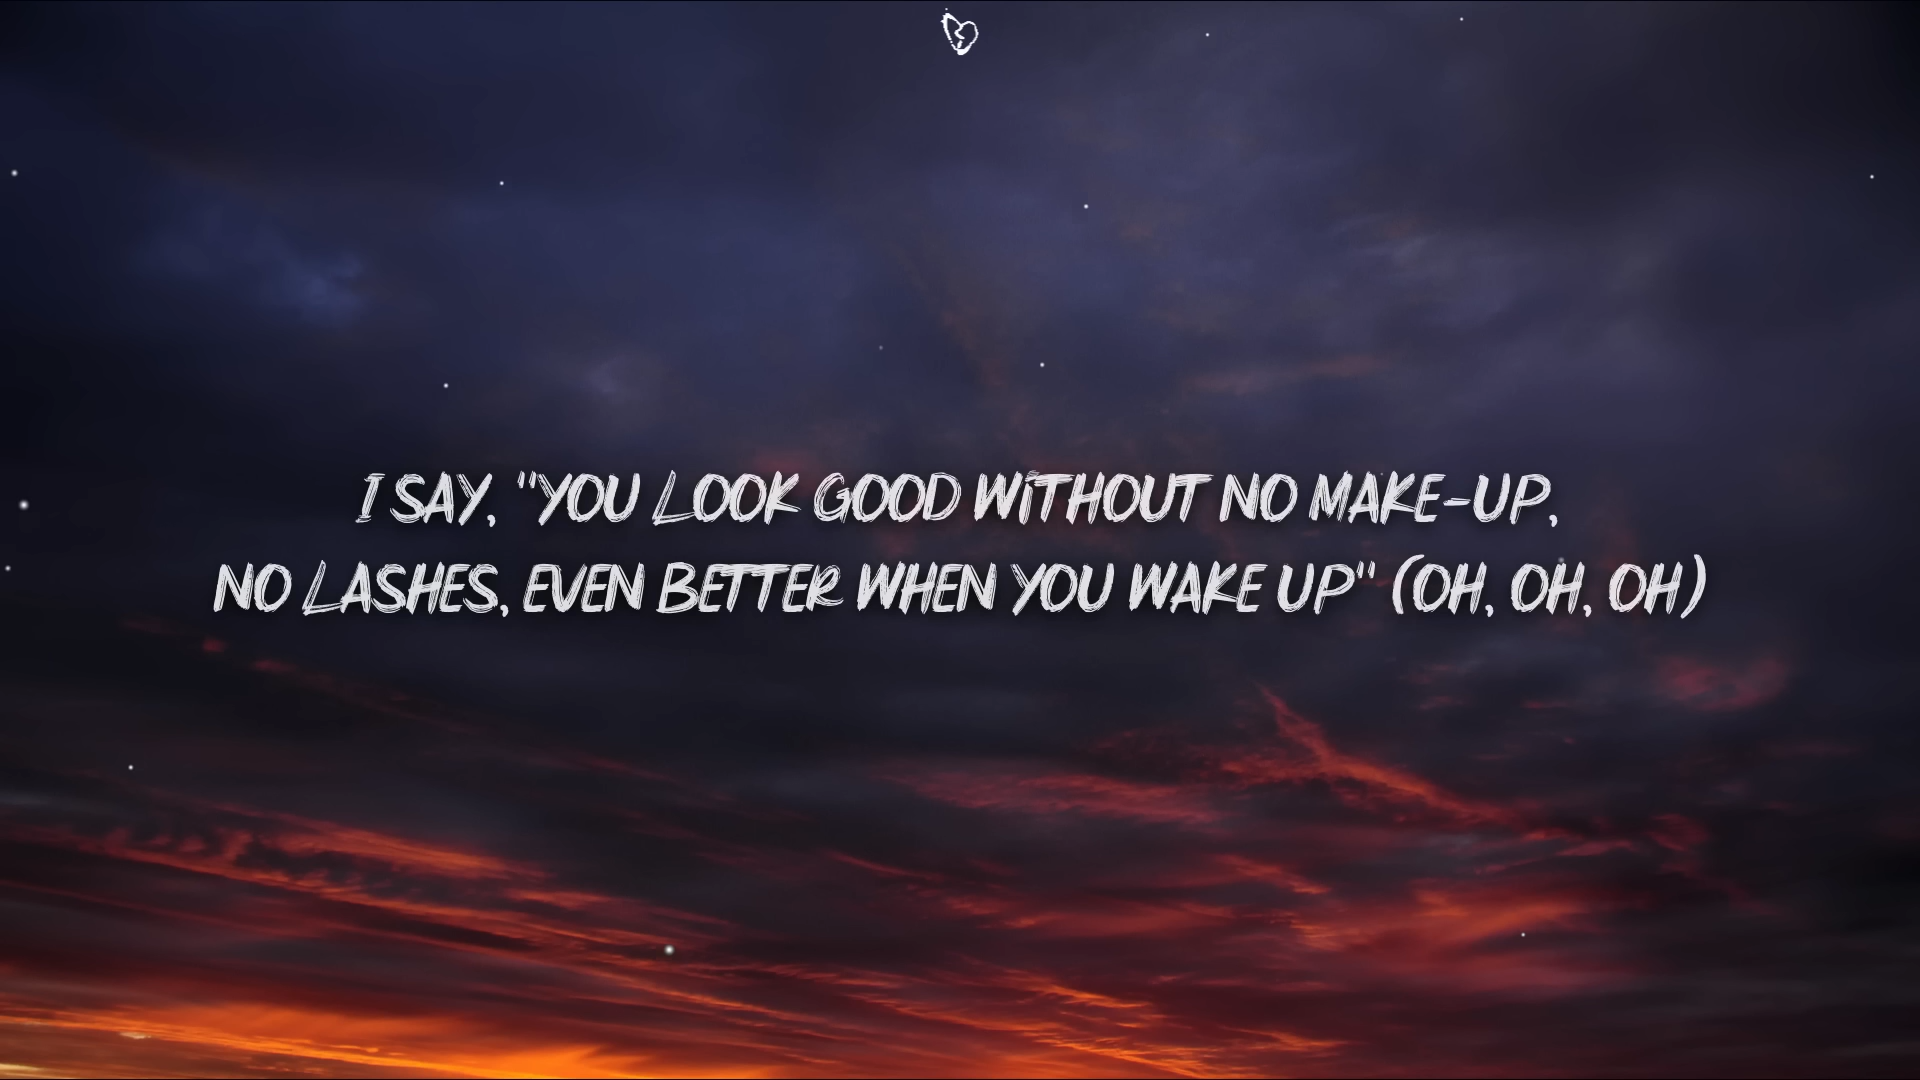 I SAY, "YOU LOOK GOOD WITHOUT NO MAKE-UP,
NO LASHES, EVEN BETTER WHEN YOU WAKE UP" (OH, OH, OH)